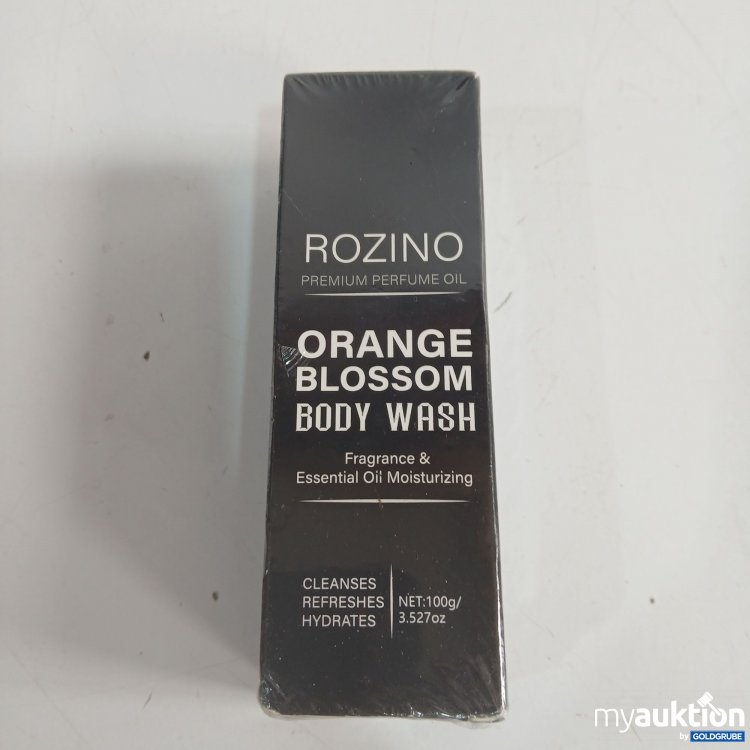 ROZINO
PREMIUM PERFUME OIL
ORANGE
BLOSSOM
BODY WASH
Fragrance &
Essential Oil Moisturizing
CLEANSES
REFRESHES
HYDRATES
NET:100g/
3.527oz
myauktion
by GOLDGRUBE